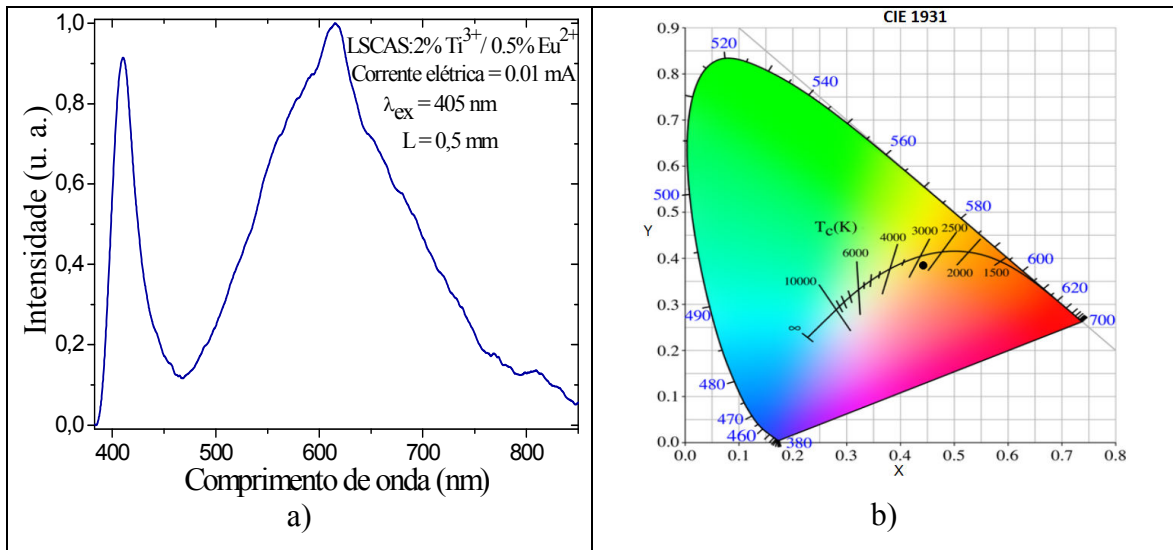 1,0
0,8
0,6
0,4
0,2
0,0
Intensidade (u. a.)
LSCAS:2% Ti³⁺/ 0.5% Eu²⁺
Corrente elétrica = 0.01 mA
λex = 405 nm
L = 0,5 mm
400 500 600 700 800
Comprimento de onda (nm)
a)
CIE 1931
0.9
0.8
0.7
0.6
0.5
Y
0.4
0.3
0.2
0.1
0.0
520
540
560
500
580
Tc(K)
4000 3000 2500
6000
600
2000 1500
10000
620
490
∞
700
480
470
460
380
0.0 0.1 0.2 0.3 0.4 0.5 0.6 0.7 0.8
X
b)